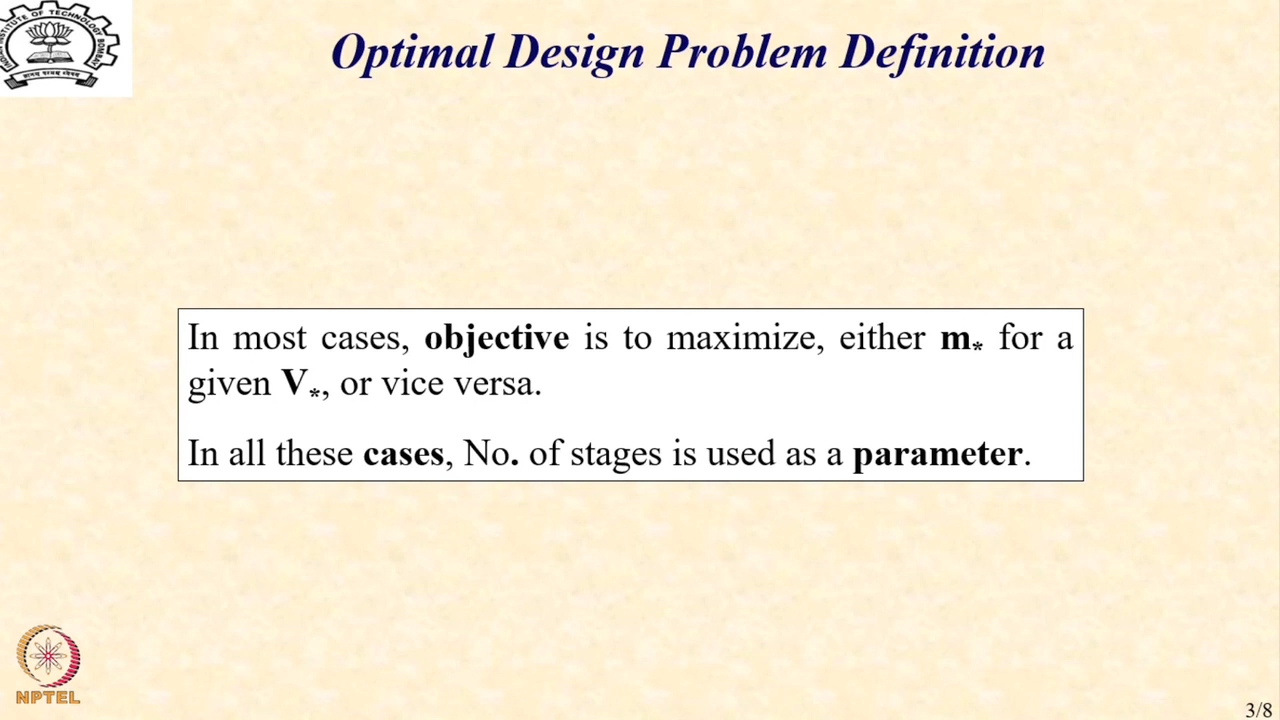 Optimal Design Problem Definition
In most cases, objective is to maximize, either m* for a
given V*, or vice versa.
In all these cases, No. of stages is used as a parameter.
NPTEL
3/8